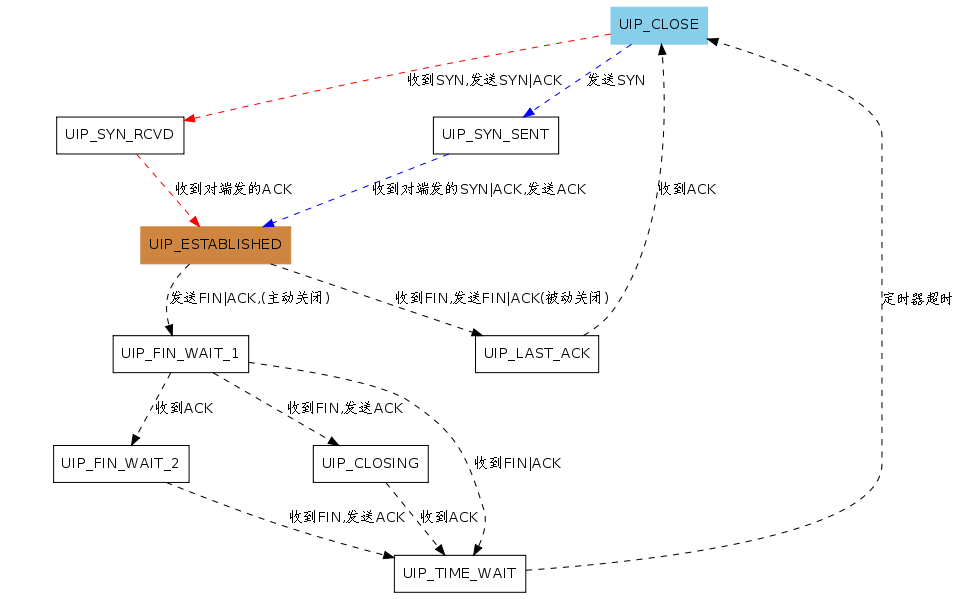 UIP_CLOSE
收到SYN,发送SYN|ACK
发送SYN
UIP_SYN_RCVD
UIP_SYN_SENT
收到对端发的ACK
收到对端发的SYN|ACK,发送ACK
收到ACK
UIP_ESTABLISHED
发送FIN|ACK,(主动关闭)
收到FIN,发送FIN|ACK(被动关闭)
定时器超时
UIP_FIN_WAIT_1
UIP_LAST_ACK
收到ACK
收到FIN,发送ACK
UIP_FIN_WAIT_2
UIP_CLOSING
收到FIN|ACK
收到FIN,发送ACK
收到ACK
UIP_TIME_WAIT